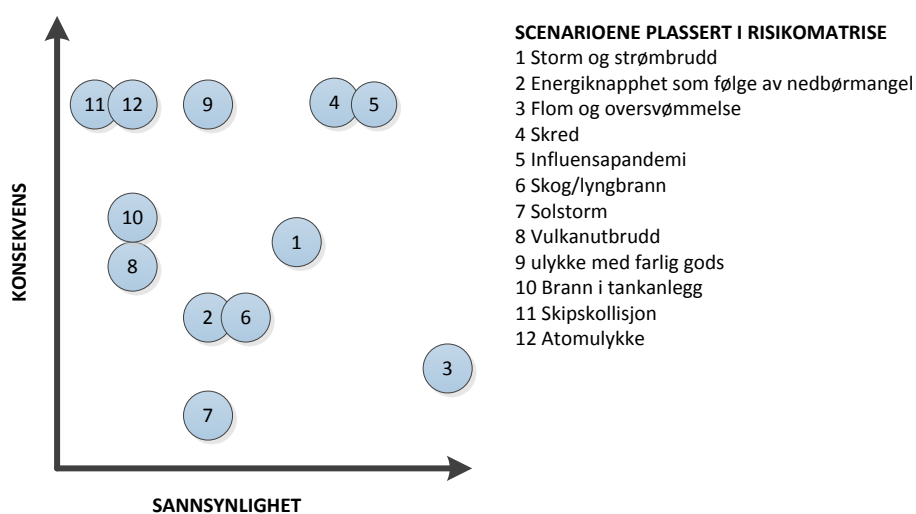 SCENARIOENE PLASSERT I RISIKOMATRISE
1 Storm og strømbrudd
2 Energiknapphet som følge av nedbørmangel
3 Flom og oversvømmelse
4 Skred
5 Influensapandemi
6 Skog/lyngbrann
7 Solstorm
8 Vulkanutbrudd
9 ulykke med farlig gods
10 Brann i tankanlegg
11 Skipskollisjon
12 Atomulykke
KONSEKVENS
11 12 9 4 5
10
1
8
2 6
3
7
SANNSYNLIGHET